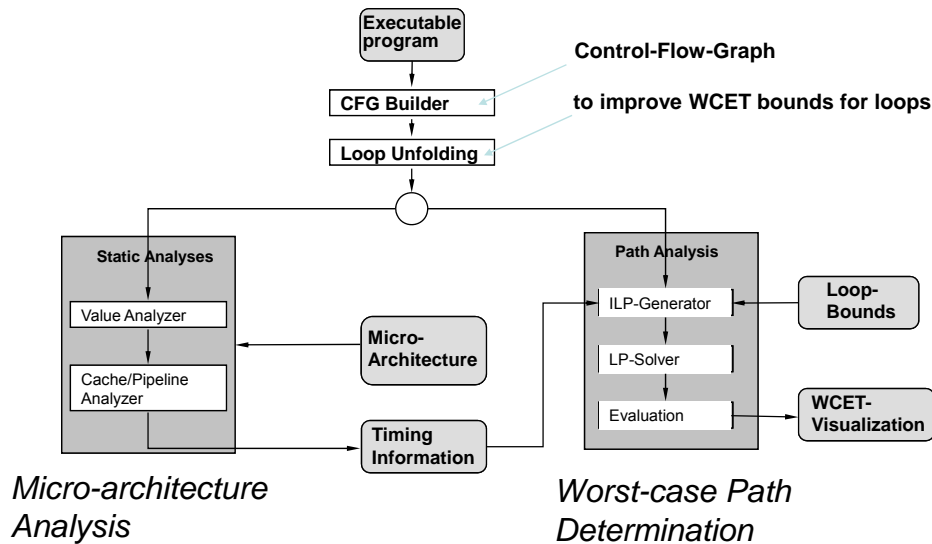 Executable
program
Control-Flow-Graph
CFG Builder
to improve WCET bounds for loops
Loop Unfolding
Static Analyses
Value Analyzer
Cache/Pipeline
Analyzer
Micro-
Architecture
Timing
Information
Path Analysis
ILP-Generator
LP-Solver
Evaluation
Loop-
Bounds
WCET-
Visualization
Micro-architecture
Analysis
Worst-case Path
Determination